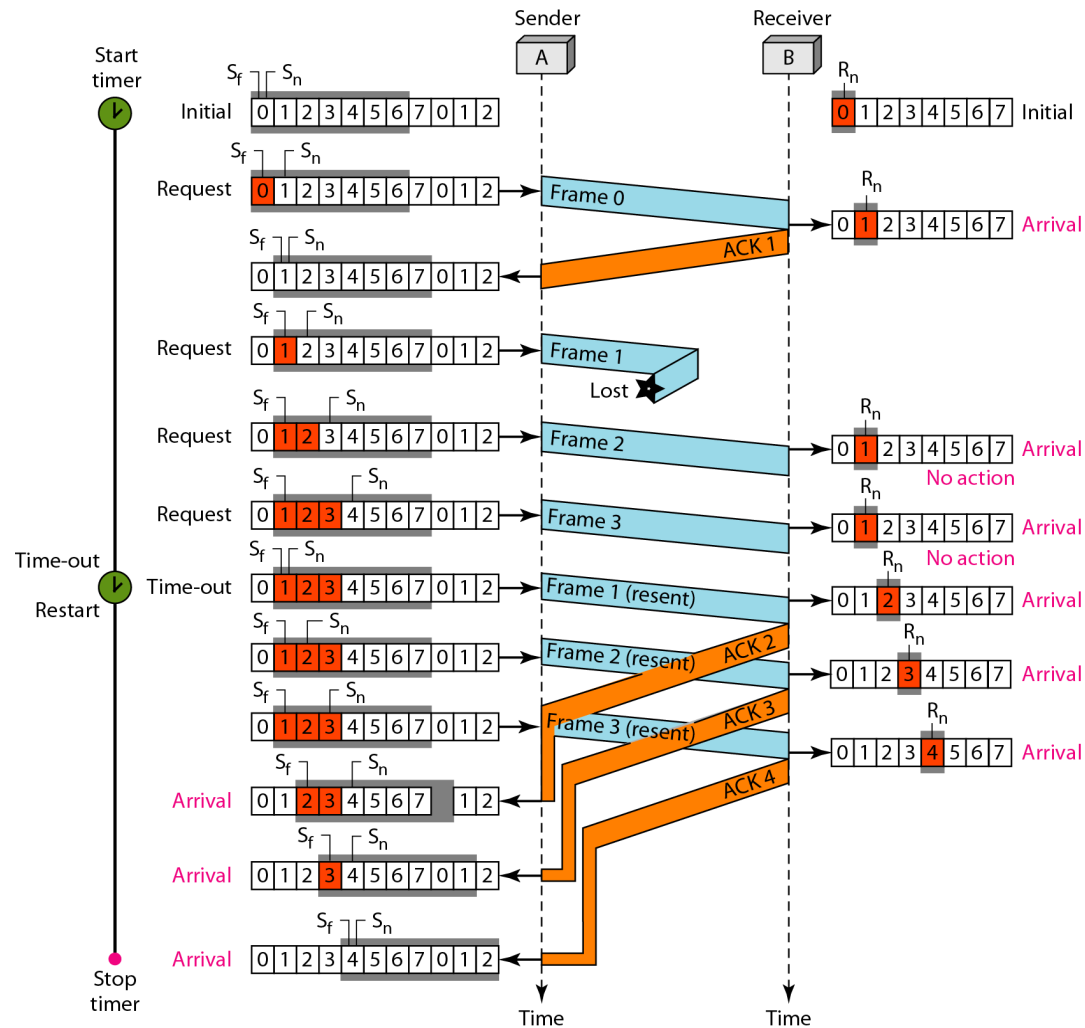 Sender
Receiver
A
B
Start
timer
Sf
Sn
Initial
0 1 2 3 4 5 6 7 0 1 2
Rn
0 1 2 3 4 5 6 7
Initial
Sf
Sn
Request
0 1 2 3 4 5 6 7 0 1 2
Frame 0
Rn
0 1 2 3 4 5 6 7
Arrival
ACK 1
Sf
Sn
0 1 2 3 4 5 6 7 0 1 2
Sf
Sn
Request
0 1 2 3 4 5 6 7 0 1 2
Frame 1
Lost
Sf
Sn
Request
0 1 2 3 4 5 6 7 0 1 2
Frame 2
Rn
0 1 2 3 4 5 6 7
Arrival
No action
Sf
Sn
Request
0 1 2 3 4 5 6 7 0 1 2
Frame 3
Rn
0 1 2 3 4 5 6 7
Arrival
No action
Time-out
Restart
Sf
Sn
Time-out
0 1 2 3 4 5 6 7 0 1 2
Frame 1 (resent)
Rn
0 1 2 3 4 5 6 7
Arrival
ACK 2
Sf
Sn
0 1 2 3 4 5 6 7 0 1 2
Frame 2 (resent)
Rn
0 1 2 3 4 5 6 7
Arrival
ACK 3
Sf
Sn
0 1 2 3 4 5 6 7 0 1 2
Frame 3 (resent)
Rn
0 1 2 3 4 5 6 7
Arrival
ACK 4
Sf
Sn
Arrival
0 1 2 3 4 5 6 7 1 2
Sf
Sn
Arrival
0 1 2 3 4 5 6 7 0 1 2
Sf
Sn
Arrival
0 1 2 3 4 5 6 7 0 1 2
Stop
timer
Time
Time